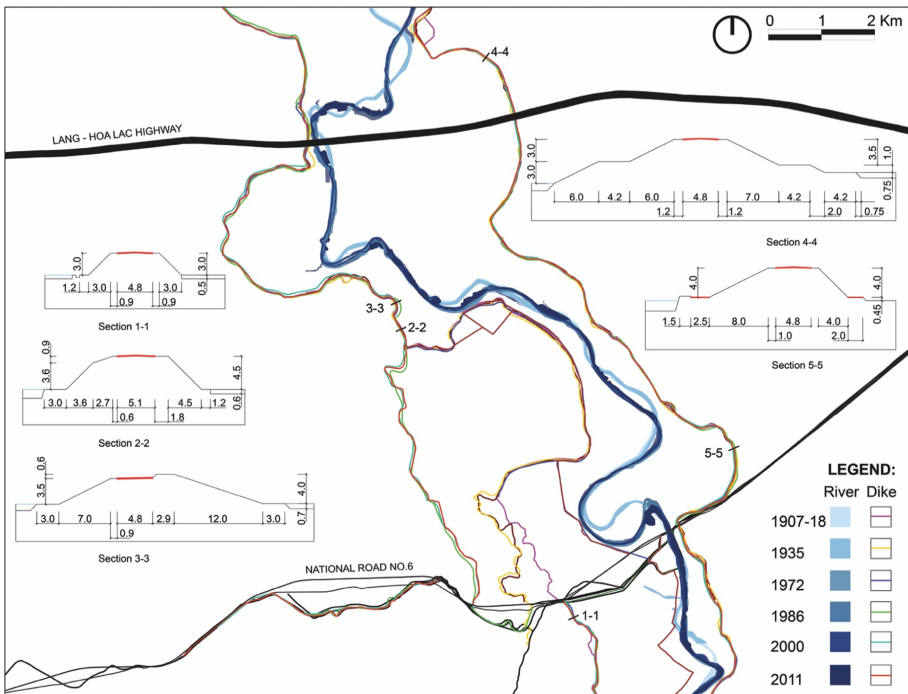 0 1 2 Km
4-4
LANG - HOA LAC HIGHWAY
3.0
3.0
3.5
1.0
0.75
6.0 4.2 6.0 4.8 7.0 4.2 4.2
1.2 1.2 2.0 0.75
Section 4-4
3.0
3.0
0.5
1.2 3.0 4.8 3.0
0.9 0.9
Section 1-1
4.0
4.0
0.45
1.5 2.5 8.0 4.8 4.0
1.0 2.0
Section 5-5
3-3
2-2
0.9
3.6
4.5
0.6
3.0 3.6 2.7 5.1 4.5 1.2
0.6 1.8
Section 2-2
5-5
0.6
3.5
4.0
0.7
3.0 7.0 4.8 2.9 12.0 3.0
0.9
Section 3-3
NATIONAL ROAD NO.6
1-1
LEGEND:
River Dike
1907-18
1935
1972
1986
2000
2011